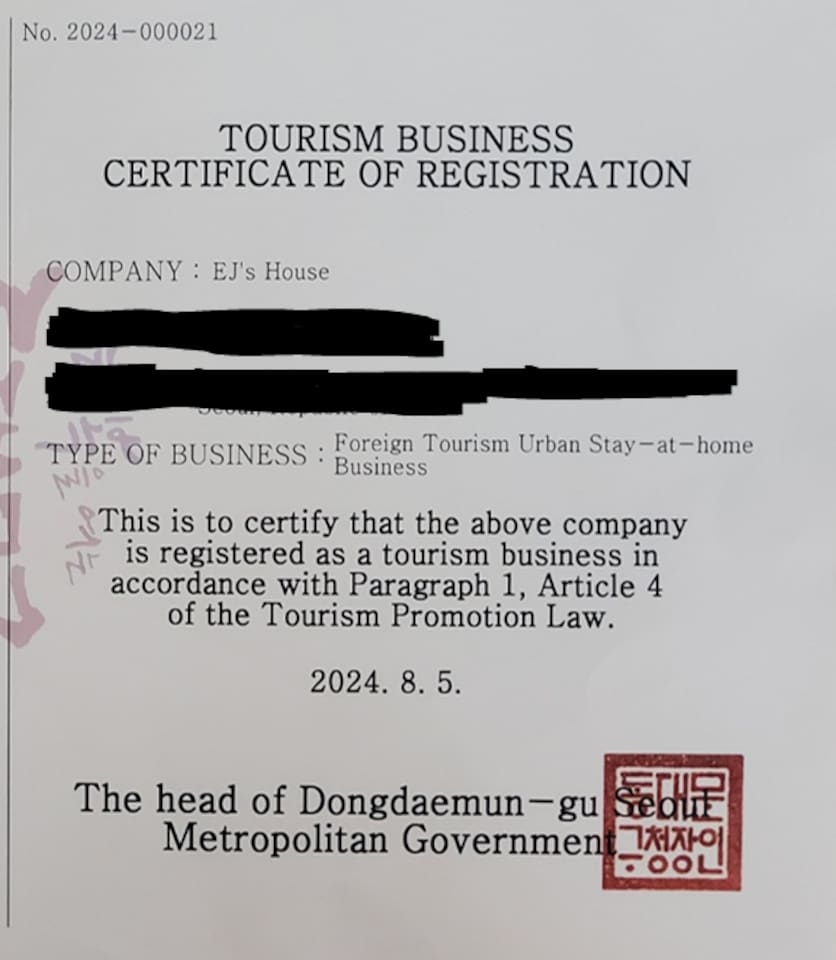 No. 2024-000021
TOURISM BUSINESS
CERTIFICATE OF REGISTRATION
COMPANY : EJ's House
TYPE OF BUSINESS : Foreign Tourism Urban Stay-at-home
Business
This is to certify that the above company
is registered as a tourism business in
accordance with Paragraph 1, Article 4
of the Tourism Promotion Law.
2024. 8. 5.
The head of Dongdaemun-gu Seoul
Metropolitan Government
동대문
구청장인